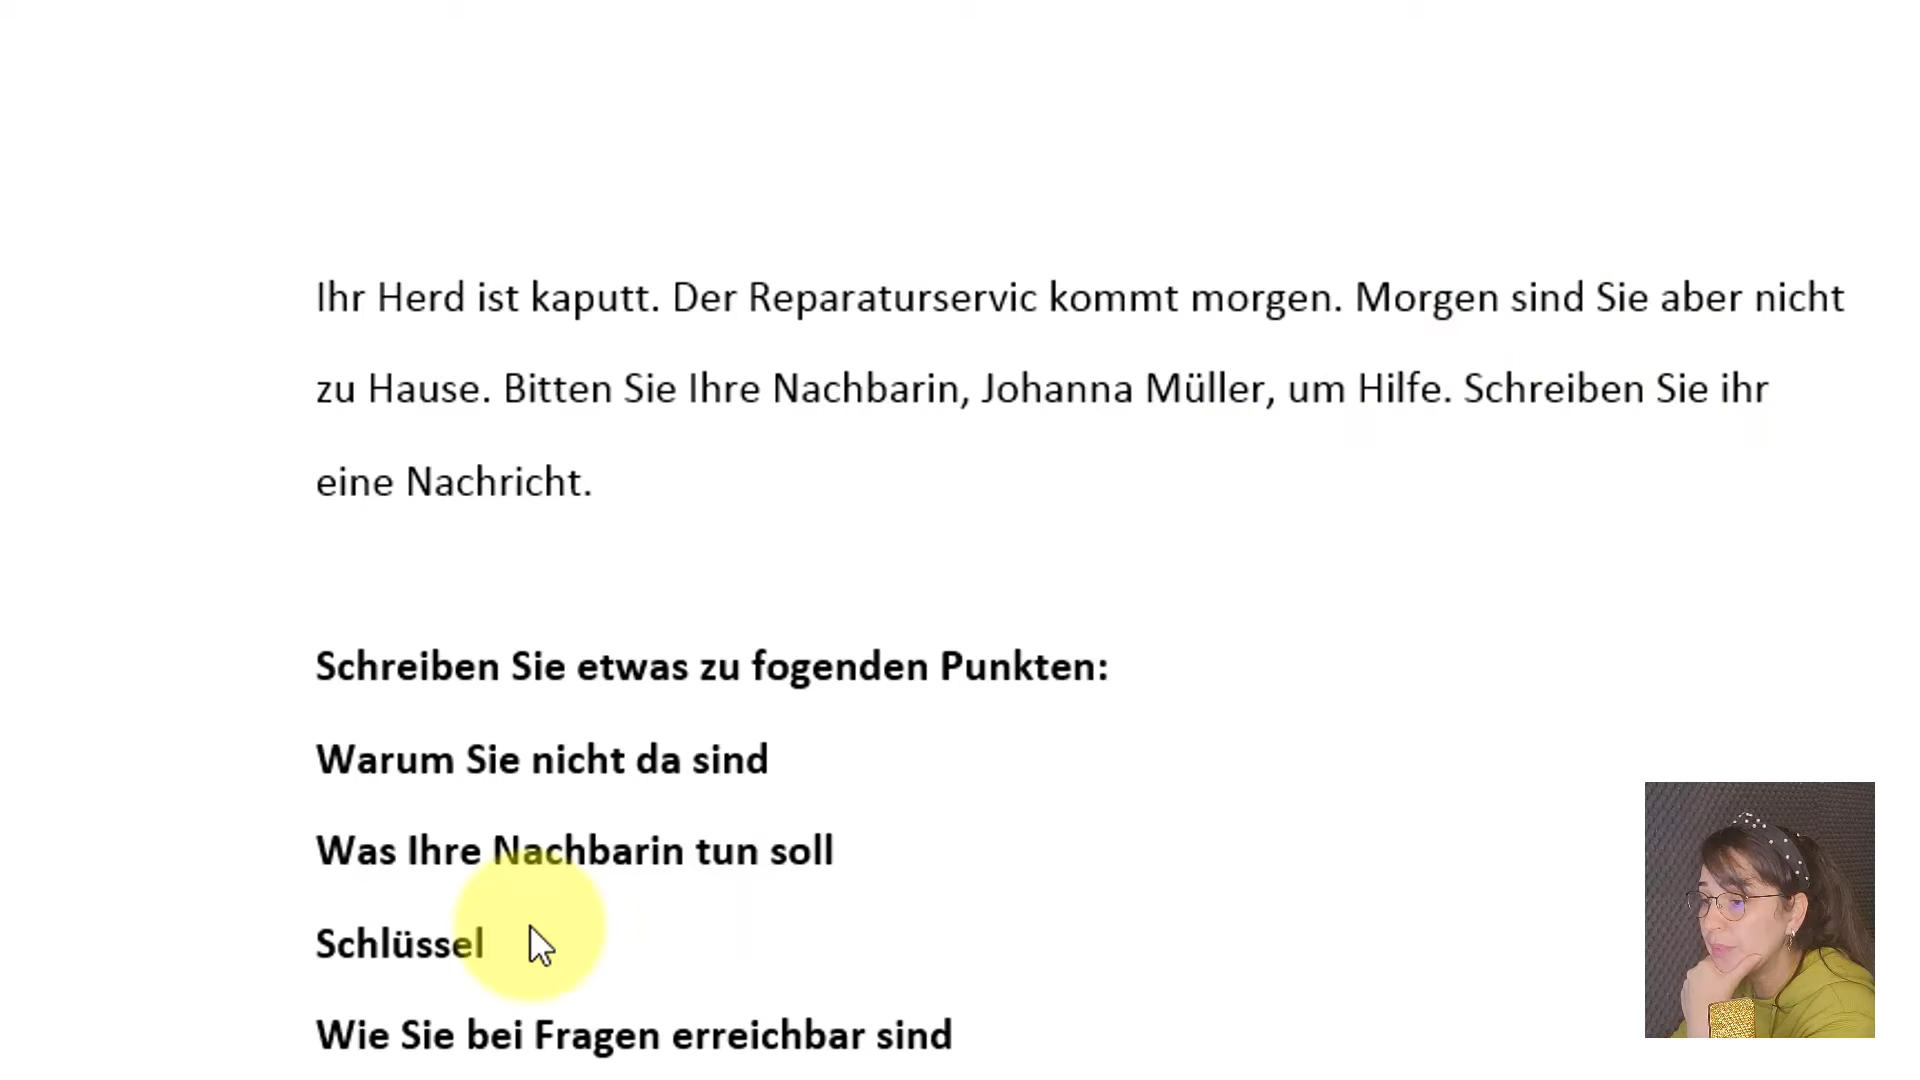 Ihr Herd ist kaputt. Der Reparaturservic kommt morgen. Morgen sind Sie aber nicht
zu Hause. Bitten Sie Ihre Nachbarin, Johanna Müller, um Hilfe. Schreiben Sie ihr
eine Nachricht.
Schreiben Sie etwas zu fogenden Punkten:
Warum Sie nicht da sind
Was Ihre Nachbarin tun soll
Schlüssel
Wie Sie bei Fragen erreichbar sind